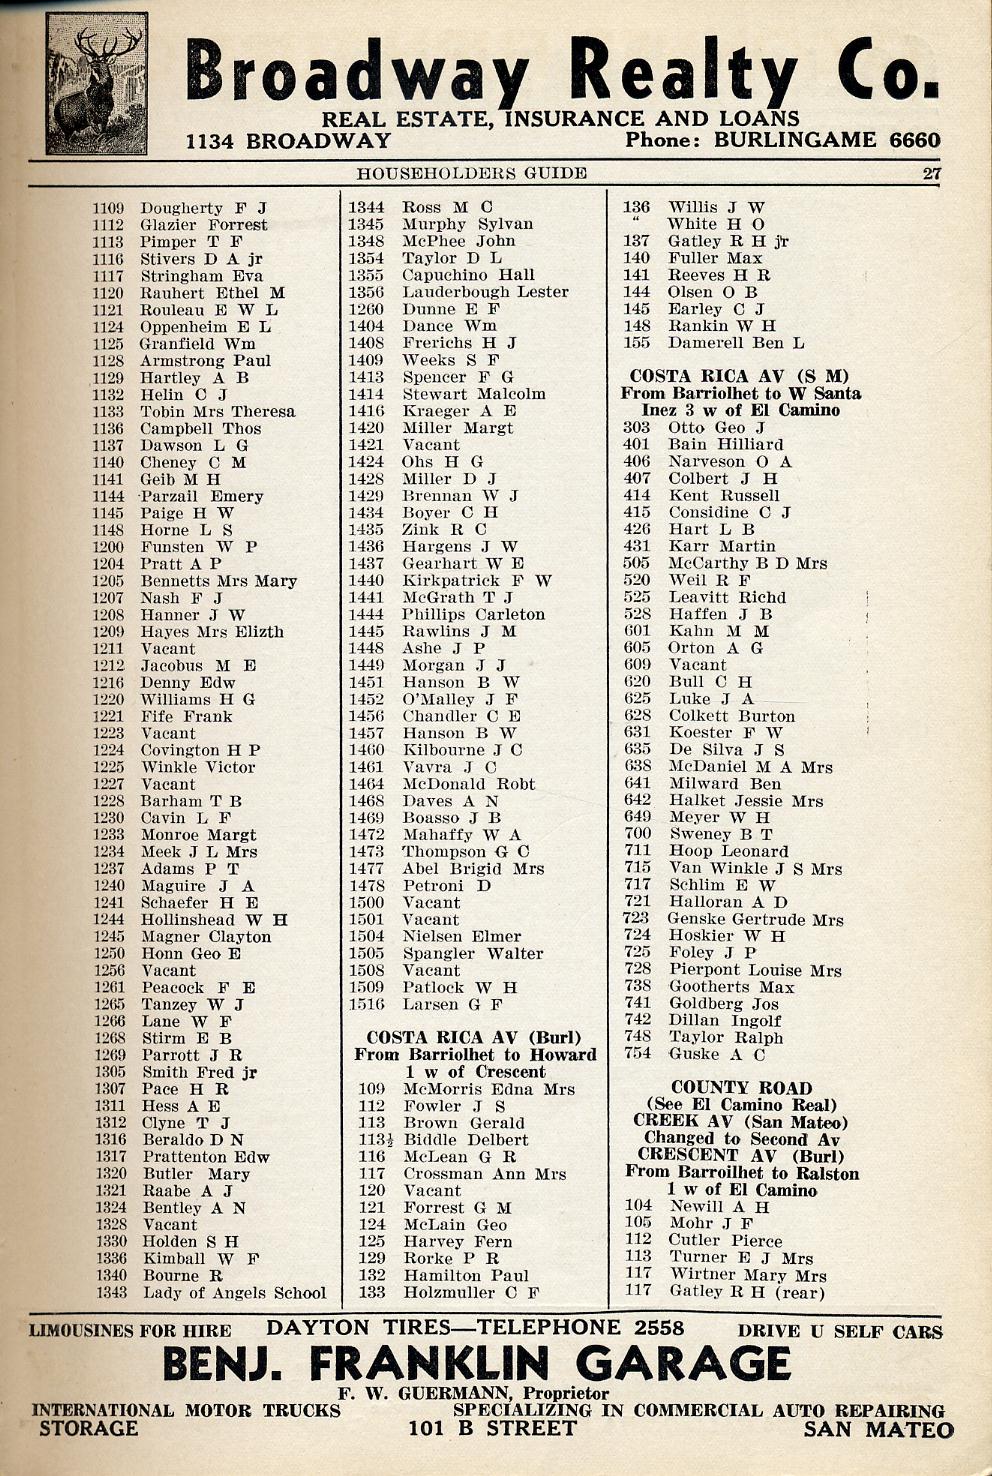 Broadway Realty Co.
REAL ESTATE, INSURANCE AND LOANS
1134 BROADWAY Phone: BURLINGAME 6660
HOUSEHOLDERS GUIDE 27
1109 Dougherty F J
1112 Glazier Forrest
1113 Pimper T F
1116 Stivers D A jr
1117 Stringham Eva
1120 Rauhert Ethel M
1121 Rouleau E W L
1124 Oppenheim E L
1125 Granfield Wm
1128 Armstrong Paul
1129 Hartley A B
1132 Helin C J
1133 Tobin Mrs Theresa
1136 Campbell Thos
1137 Dawson L G
1140 Cheney C M
1141 Geib M H
1144 Parzail Emery
1145 Paige H W
1148 Horne L S
1200 Funsten W P
1204 Pratt A P
1205 Bennetts Mrs Mary
1207 Nash F J
1208 Hanner J W
1209 Hayes Mrs Elizth
1211 Vacant
1212 Jacobus M E
1216 Denny Edw
1220 Williams H G
1221 Fife Frank
1223 Vacant
1224 Covington H P
1225 Winkle Victor
1227 Vacant
1228 Barham T B
1230 Cavin L F
1233 Monroe Margt
1234 Meek J L Mrs
1237 Adams P T
1240 Maguire J A
1241 Schaefer H E
1244 Hollinshead W H
1245 Magner Clayton
1250 Honn Geo E
1256 Vacant
1261 Peacock F E
1265 Tanzey W J
1266 Lane W F
1268 Stirm E B
1269 Parrott J R
1305 Smith Fred jr
1307 Pace H R
1311 Hess A E
1312 Clyne T J
1316 Beraldo D N
1317 Prattenton Edw
1320 Butler Mary
1321 Raabe A J
1324 Bentley A N
1328 Vacant
1330 Holden S H
1336 Kimball W F
1340 Bourne R
1343 Lady of Angels School
1344 Ross M C
1345 Murphy Sylvan
1348 McPhee John
1354 Taylor D L
1355 Capuchino Hall
1356 Lauderbough Lester
1260 Dunne E F
1404 Dance Wm
1408 Frerichs H J
1409 Weeks S F
1413 Spencer F G
1414 Stewart Malcolm
1416 Kraeger A E
1420 Miller Margt
1421 Vacant
1424 Ohs H G
1428 Miller D J
1429 Brennan W J
1434 Boyer C H
1435 Zink R C
1436 Hargens J W
1437 Gearhart W E
1440 Kirkpatrick F W
1441 McGrath T J
1444 Phillips Carleton
1445 Rawlins J M
1448 Ashe J P
1449 Morgan J J
1451 Hanson B W
1452 O'Malley J F
1456 Chandler C E
1457 Hanson B W
1460 Kilbourne J C
1461 Vavra J C
1464 McDonald Robt
1468 Daves A N
1469 Boasso J B
1472 Mahaffy W A
1473 Thompson G C
1477 Abel Brigid Mrs
1478 Petroni D
1500 Vacant
1501 Vacant
1504 Nielsen Elmer
1505 Spangler Walter
1508 Vacant
1509 Patlock W H
1516 Larsen G F
COSTA RICA AV (Burl)
From Barriolhet to Howard
1 w of Crescent
109 McMorris Edna Mrs
112 Fowler J S
113 Brown Gerald
113½ Biddle Delbert
116 McLean G R
117 Crossman Ann Mrs
120 Vacant
121 Forrest G M
124 McLain Geo
125 Harvey Fern
129 Rorke P R
132 Hamilton Paul
133 Holzmuller C F
136 Willis J W
" White H O
137 Gatley R H jr
140 Fuller Max
141 Reeves H R
144 Olsen O B
145 Earley C J
148 Rankin W H
155 Damerell Ben L
COSTA RICA AV (S M)
From Barriolhet to W Santa
Inez 3 w of El Camino
303 Otto Geo J
401 Bain Hilliard
406 Narveson O A
407 Colbert J H
414 Kent Russell
415 Considine C J
426 Hart L B
431 Karr Martin
505 McCarthy B D Mrs
520 Weil R F
525 Leavitt Richd
528 Haffen J B
601 Kahn M M
605 Orton A G
609 Vacant
620 Bull C H
625 Luke J A
628 Colkett Burton
631 Koester F W
635 De Silva J S
638 McDaniel M A Mrs
641 Milward Ben
642 Halket Jessie Mrs
649 Meyer W H
700 Sweney B T
711 Hoop Leonard
715 Van Winkle J S Mrs
717 Schlim E W
721 Halloran A D
723 Genske Gertrude Mrs
724 Hoskier W H
725 Foley J P
728 Pierpont Louise Mrs
738 Gootherts Max
741 Goldberg Jos
742 Dillan Ingolf
748 Taylor Ralph
754 Guske A C
COUNTY ROAD
(See El Camino Real)
CREEK AV (San Mateo)
Changed to Second Av
CRESCENT AV (Burl)
From Barroilhet to Ralston
1 w of El Camino
104 Newill A H
105 Mohr J F
112 Cutler Pierce
113 Turner E J Mrs
117 Wirtner Mary Mrs
117 Gatley R H (rear)
LIMOUSINES FOR HIRE DAYTON TIRES—TELEPHONE 2558 DRIVE U SELF CARS
BENJ. FRANKLIN GARAGE
F. W. GUERMANN, Proprietor
INTERNATIONAL MOTOR TRUCKS SPECIALIZING IN COMMERCIAL AUTO REPAIRING
STORAGE 101 B STREET SAN MATEO